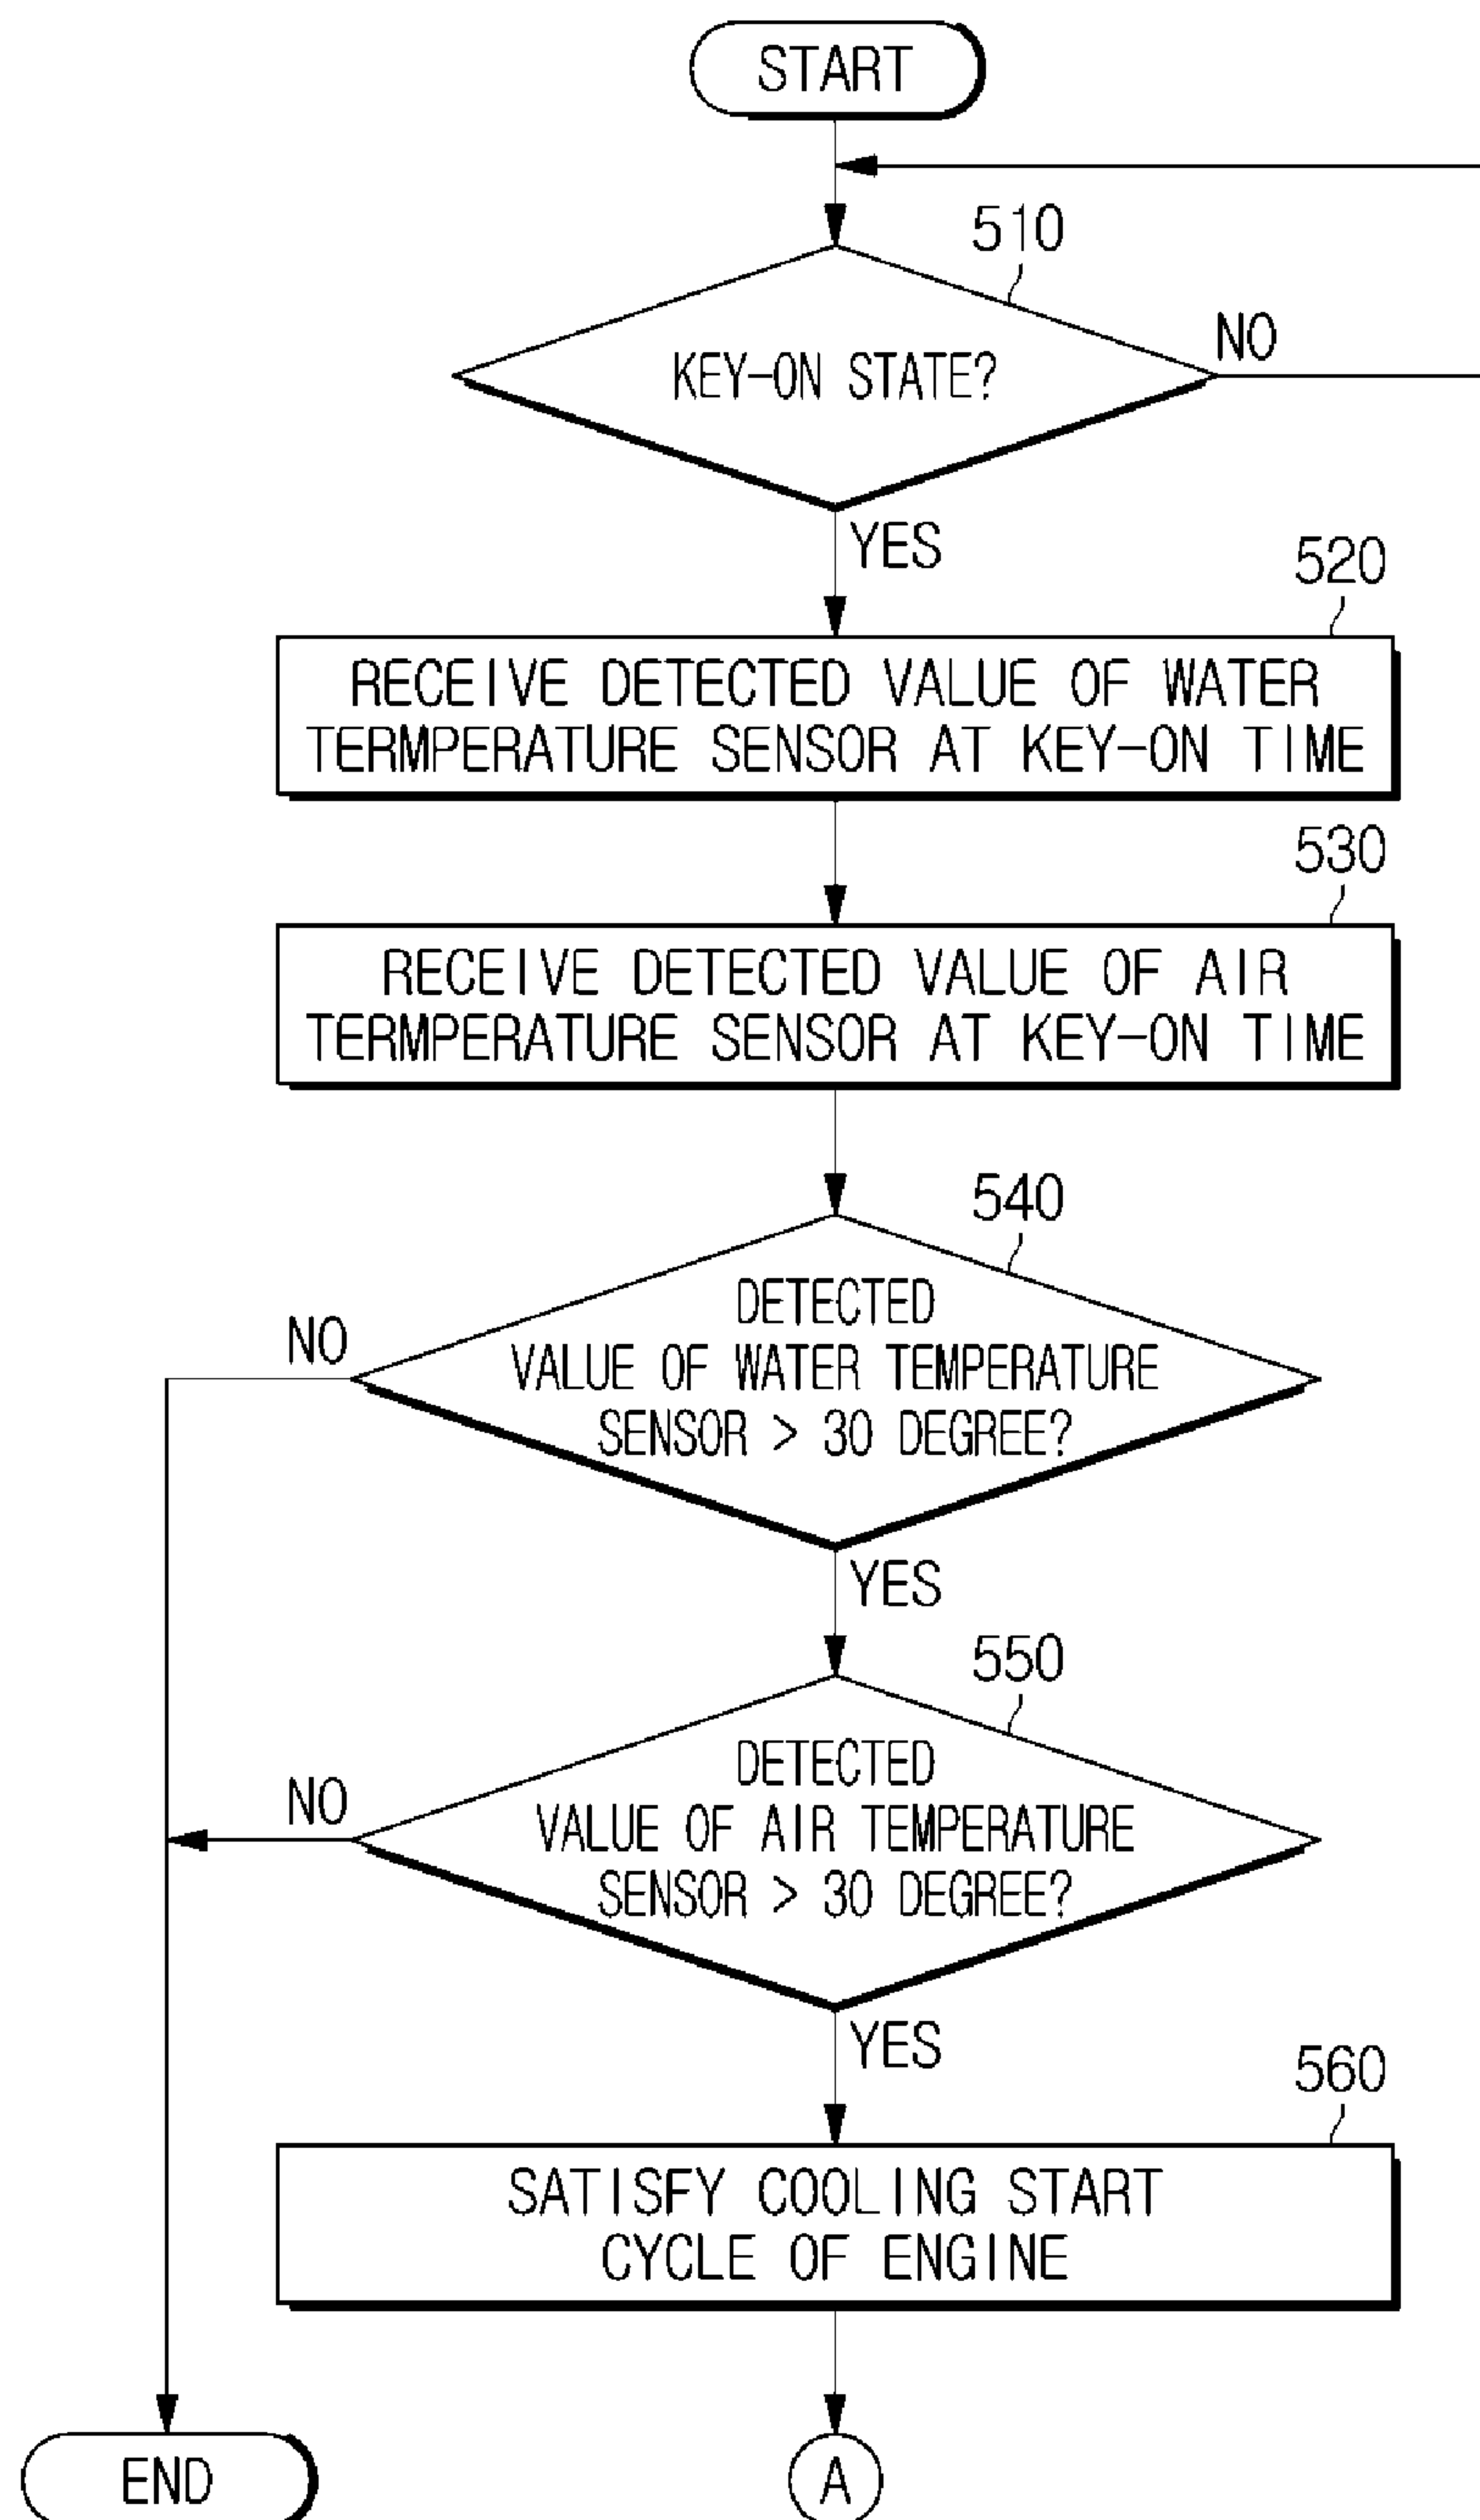 START
510
KEY-ON STATE?
NO
YES
520
RECEIVE DETECTED VALUE OF WATER
TERMPERATURE SENSOR AT KEY-ON TIME
530
RECEIVE DETECTED VALUE OF AIR
TERMPERATURE SENSOR AT KEY-ON TIME
540
DETECTED
VALUE OF WATER TEMPERATURE
SENSOR > 30 DEGREE?
NO
YES
550
DETECTED
VALUE OF AIR TEMPERATURE
SENSOR > 30 DEGREE?
NO
YES
560
SATISFY COOLING START
CYCLE OF ENGINE
END
A